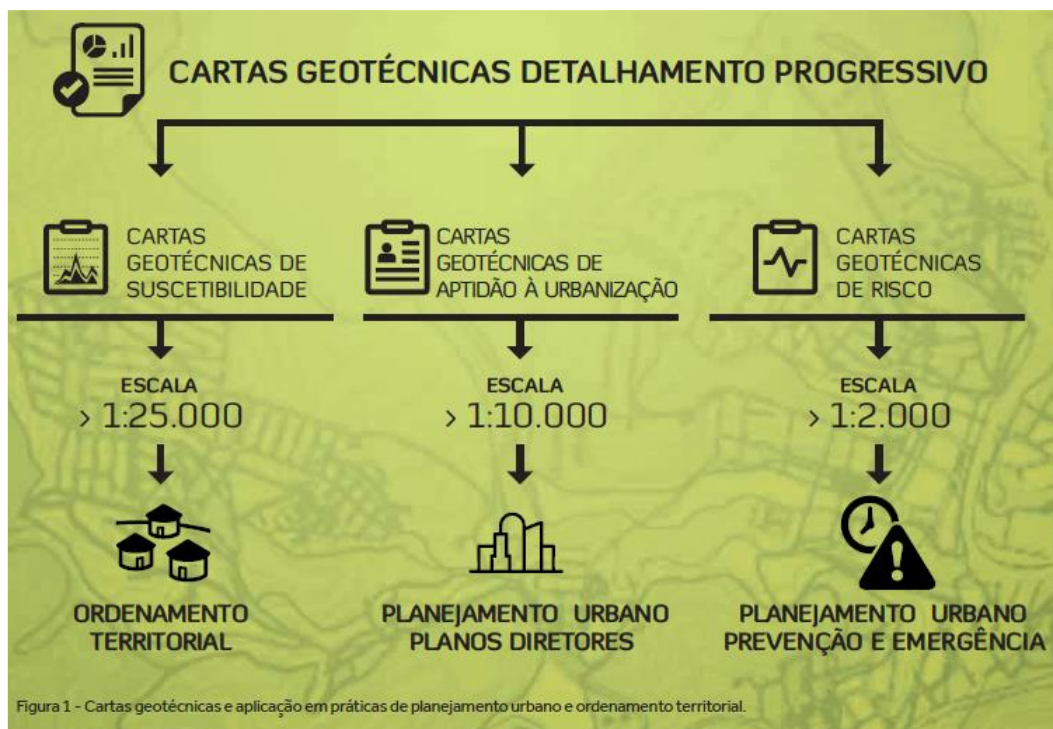 CARTAS GEOTÉCNICAS DETALHAMENTO PROGRESSIVO
CARTAS
GEOTÉCNICAS DE
SUSCETIBILIDADE
ESCALA
> 1:25.000
ORDENAMENTO
TERRITORIAL
CARTAS
GEOTÉCNICAS DE
APTIDÃO À URBANIZAÇÃO
ESCALA
> 1:10.000
PLANEJAMENTO URBANO
PLANOS DIRETORES
CARTAS
GEOTÉCNICAS
DE RISCO
ESCALA
> 1:2.000
PLANEJAMENTO URBANO
PREVENÇÃO E EMERGÊNCIA
Figura 1 - Cartas geotécnicas e aplicação em práticas de planejamento urbano e ordenamento territorial.